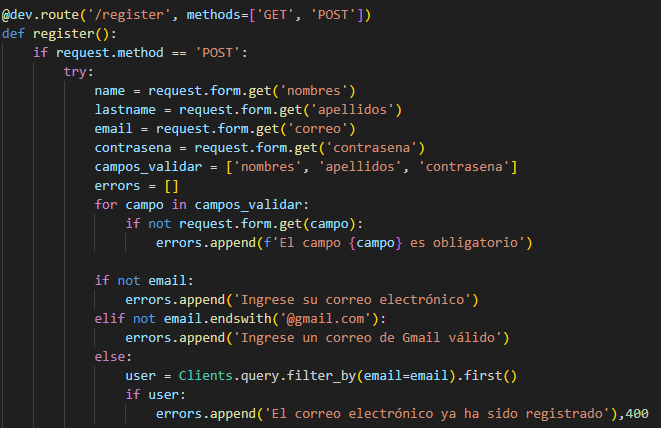 @dev.route('/register', methods=['GET', 'POST'])
def register():
    if request.method == 'POST':
        try:
            name = request.form.get('nombres')
            lastname = request.form.get('apellidos')
            email = request.form.get('correo')
            contrasena = request.form.get('contrasena')
            campos_validar = ['nombres', 'apellidos', 'contrasena']
            errors = []
            for campo in campos_validar:
                if not request.form.get(campo):
                    errors.append(f'El campo {campo} es obligatorio')

            if not email:
                errors.append('Ingrese su correo electrónico')
            elif not email.endswith('@gmail.com'):
                errors.append('Ingrese un correo de Gmail válido')
            else:
                user = Clients.query.filter_by(email=email).first()
                if user:
                    errors.append('El correo electrónico ya ha sido registrado'),400